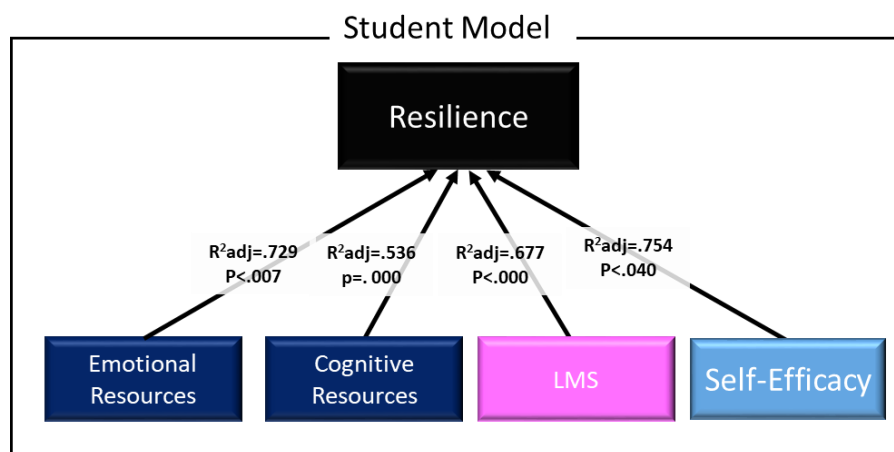 Student Model
Resilience
R²adj=.729
P<.007
R²adj=.536
p=. 000
R²adj=.677
P<.000
R²adj=.754
P<.040
Emotional
Resources
Cognitive
Resources
LMS
Self-Efficacy